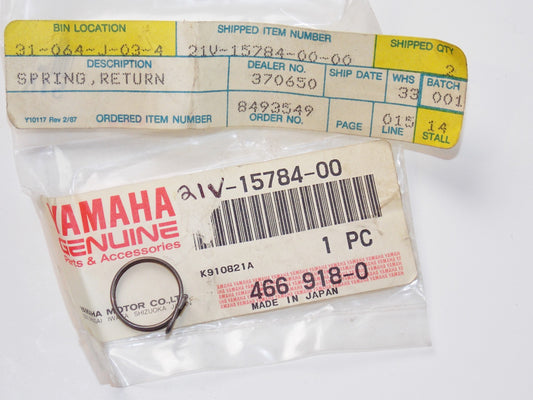 BIN LOCATION SHIPPED ITEM NUMBER SHIPPED QTY
31-064-J-03-4 21V-15784-00-00 2
DESCRIPTION DEALER NO. SHIP DATE WHS BATCH
SPRING, RETURN 370650 33 001
8493549 015 14
Y10117 Rev 2/87 ORDERED ITEM NUMBER ORDER NO. PAGE LINE STALL
YAMAHA 21V-15784-00
GENUINE
Parts & Accessories 1 PC
K910821A
466 918-0
YAMAHA MOTOR CO., LTD.
MADE IN JAPAN
IWATA SHIZUOKA